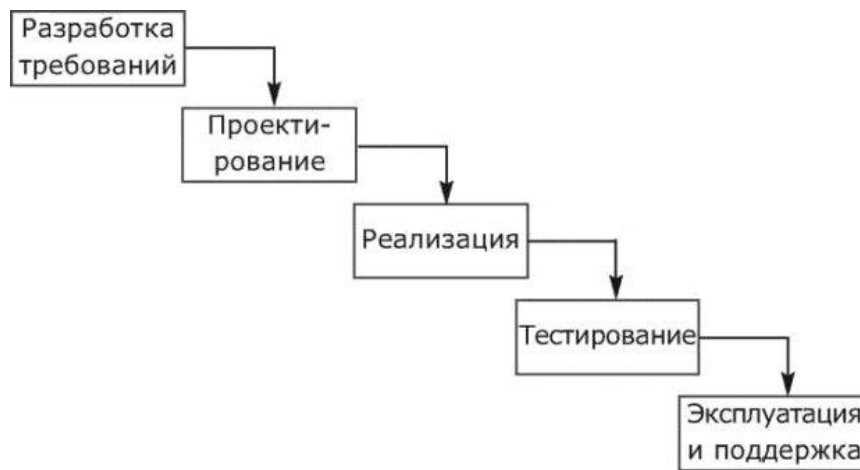 Разработка
требований
Проекти-
рование
Реализация
Тестирование
Эксплуатация
и поддержка